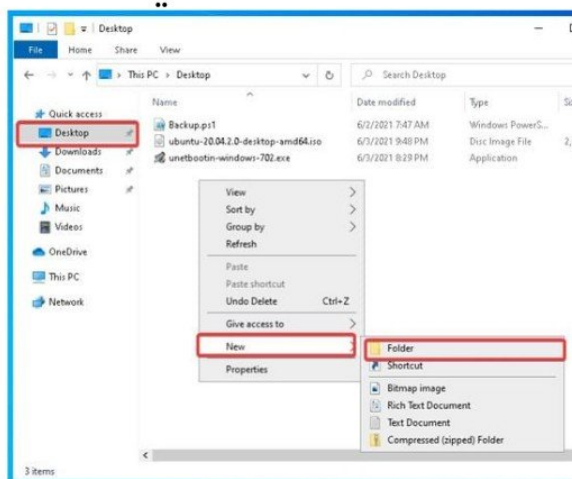 Desktop
File Home Share View
This PC > Desktop
Search Desktop
Name Date modified Type
Quick access
Desktop
Downloads
Documents
Pictures
Music
Videos
OneDrive
This PC
Network
Backup.ps1 6/2/2021 7:47 AM Windows PowerS...
ubuntu-20.04.2.0-desktop-amd64.iso 6/3/2021 9:48 PM Disc Image File 2,
unetbootin-windows-702.exe 6/3/2021 8:29 PM Application
View
Sort by
Group by
Refresh
Paste
Paste shortcut
Undo Delete Ctrl+Z
Give access to
New
Properties
Folder
Shortcut
Bitmap image
Rich Text Document
Text Document
Compressed (zipped) Folder
3 items